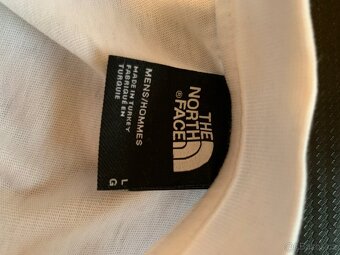 THE
NORTH
FACE
®
MENS/HOMMES
MADE IN TURKEY
FABRIQUÉ EN
TURQUIE
L
G